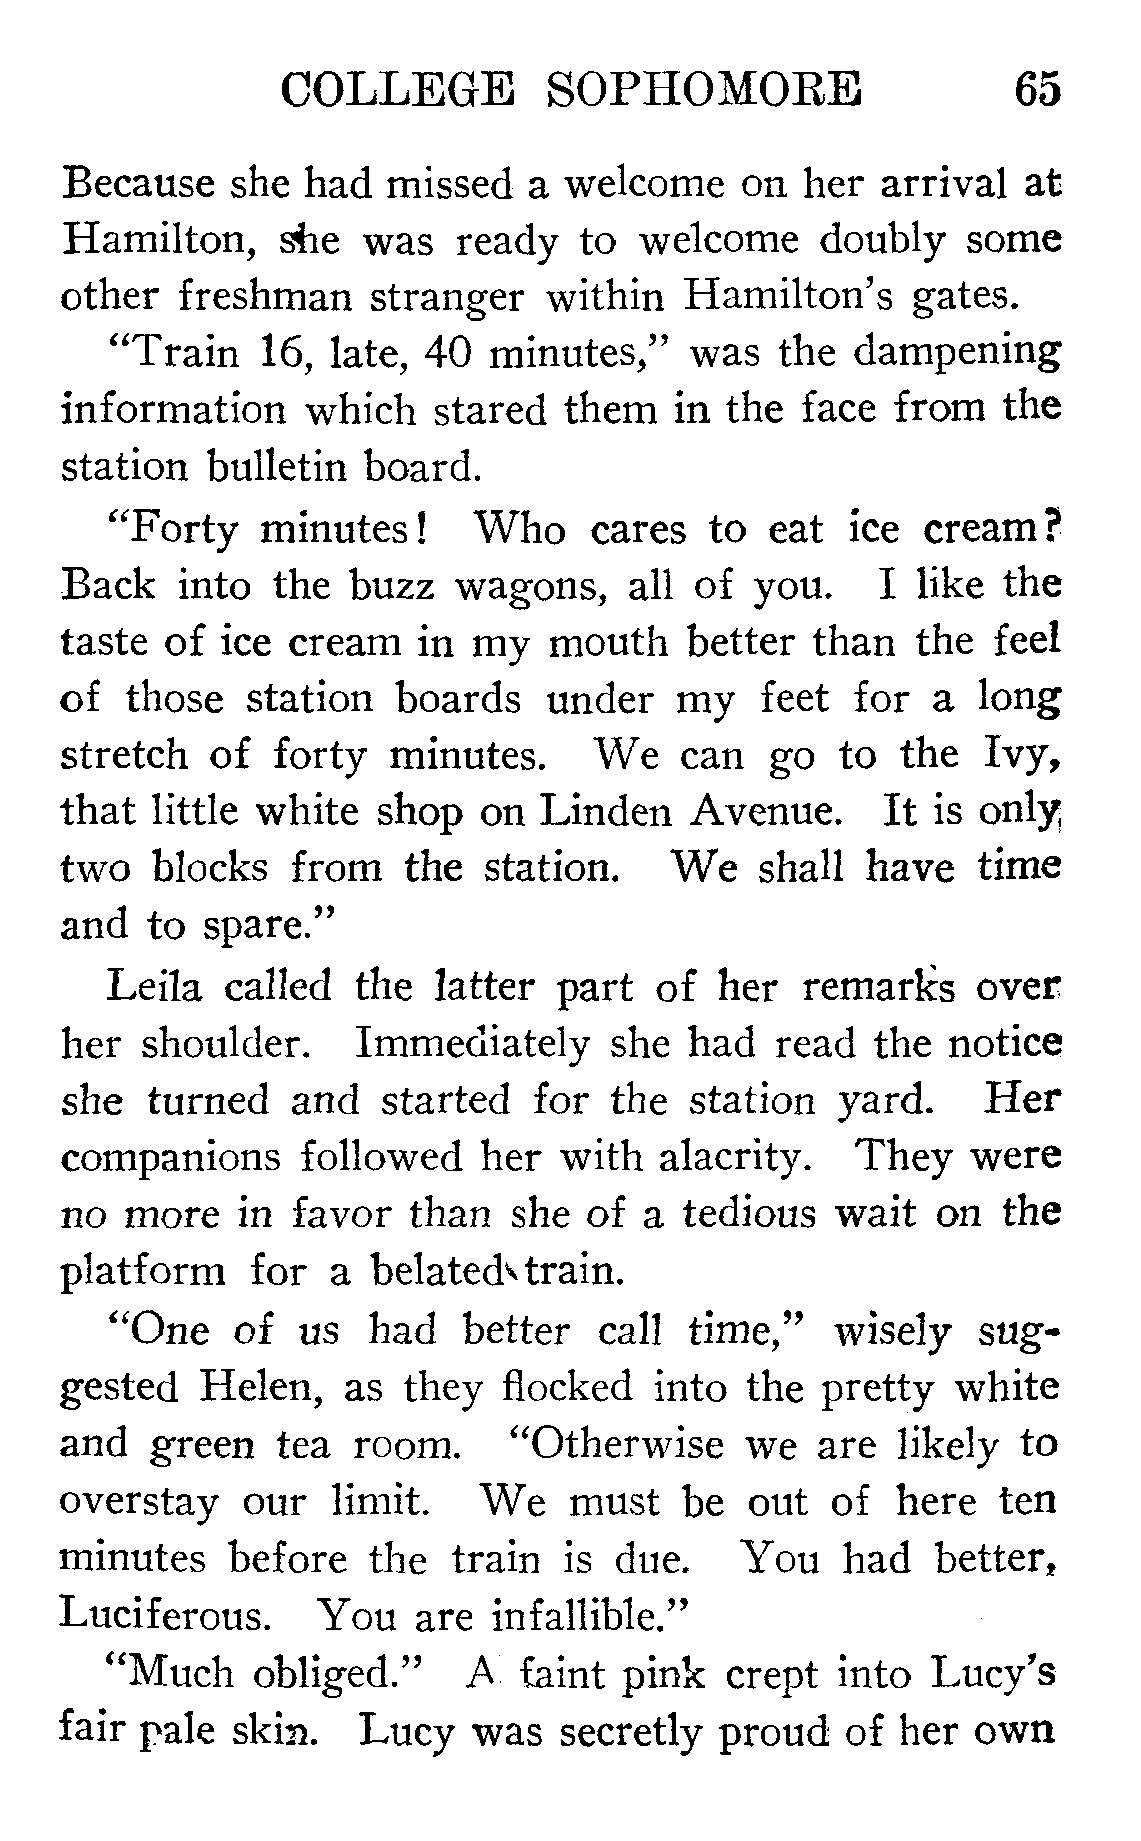 COLLEGE SOPHOMORE 65
Because she had missed a welcome on her arrival at
Hamilton, she was ready to welcome doubly some
other freshman stranger within Hamilton's gates.
"Train 16, late, 40 minutes," was the dampening
information which stared them in the face from the
station bulletin board.
"Forty minutes! Who cares to eat ice cream?
Back into the buzz wagons, all of you. I like the
taste of ice cream in my mouth better than the feel
of those station boards under my feet for a long
stretch of forty minutes. We can go to the Ivy,
that little white shop on Linden Avenue. It is only
two blocks from the station. We shall have time
and to spare."
Leila called the latter part of her remarks over
her shoulder. Immediately she had read the notice
she turned and started for the station yard. Her
companions followed her with alacrity. They were
no more in favor than she of a tedious wait on the
platform for a belated train.
"One of us had better call time," wisely sug-
gested Helen, as they flocked into the pretty white
and green tea room. "Otherwise we are likely to
overstay our limit. We must be out of here ten
minutes before the train is due. You had better,
Luciferous. You are infallible."
"Much obliged." A faint pink crept into Lucy's
fair pale skin. Lucy was secretly proud of her own